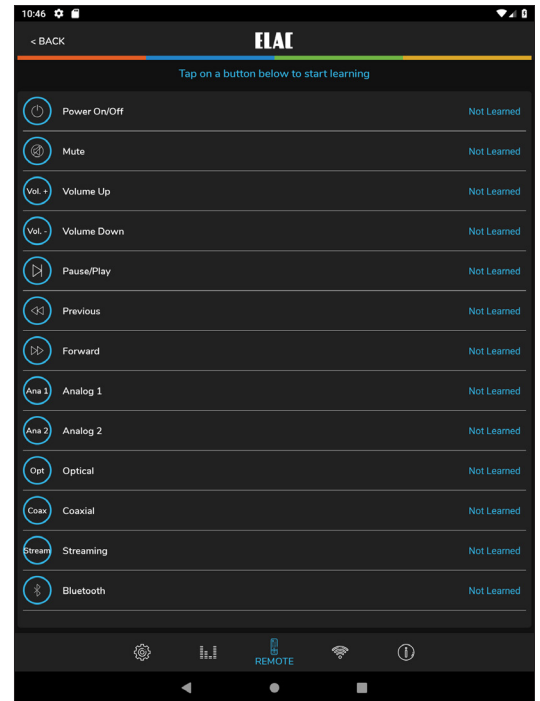 10:46
< BACK
ELAC
Tap on a button below to start learning
Power On/Off Not Learned
Mute Not Learned
Vol. + Volume Up Not Learned
Vol. - Volume Down Not Learned
Pause/Play Not Learned
Previous Not Learned
Forward Not Learned
Ana 1 Analog 1 Not Learned
Ana 2 Analog 2 Not Learned
Opt Optical Not Learned
Coax Coaxial Not Learned
Stream Streaming Not Learned
Bluetooth Not Learned
REMOTE